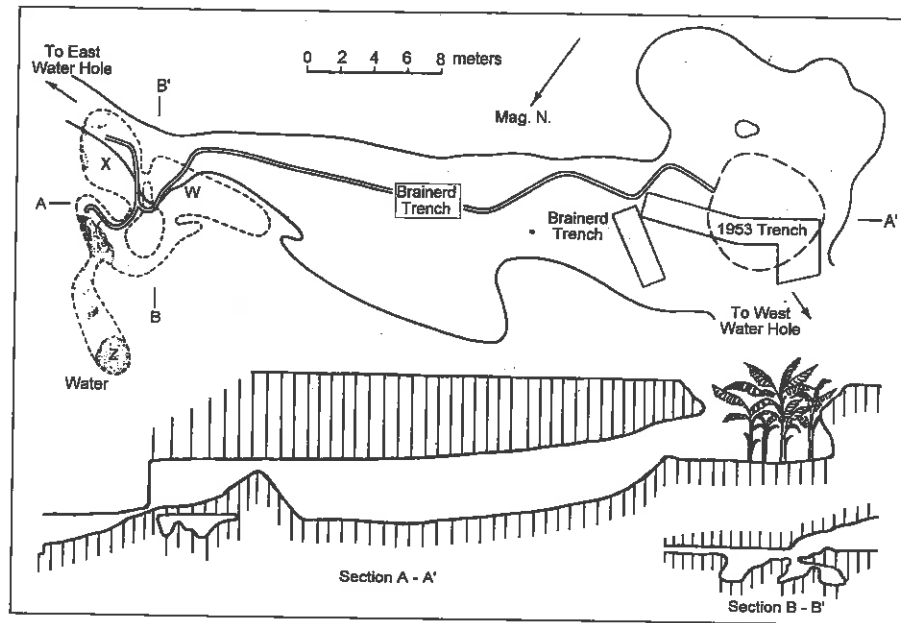 To East
Water Hole
B'
0 2 4 6 8 meters
Mag. N.
X
W
A
Brainerd
Trench
Brainerd
Trench
1953 Trench
A'
B
To West
Water Hole
Z
Water
Section A - A'
Section B - B'